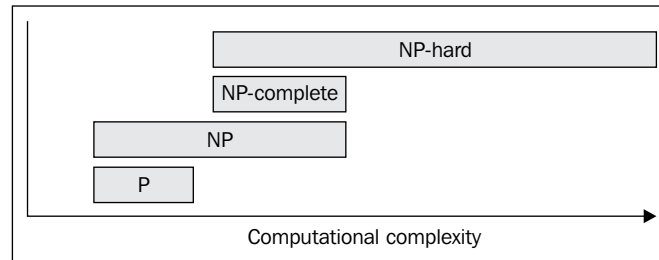 NP-hard
NP-complete
NP
P
Computational complexity